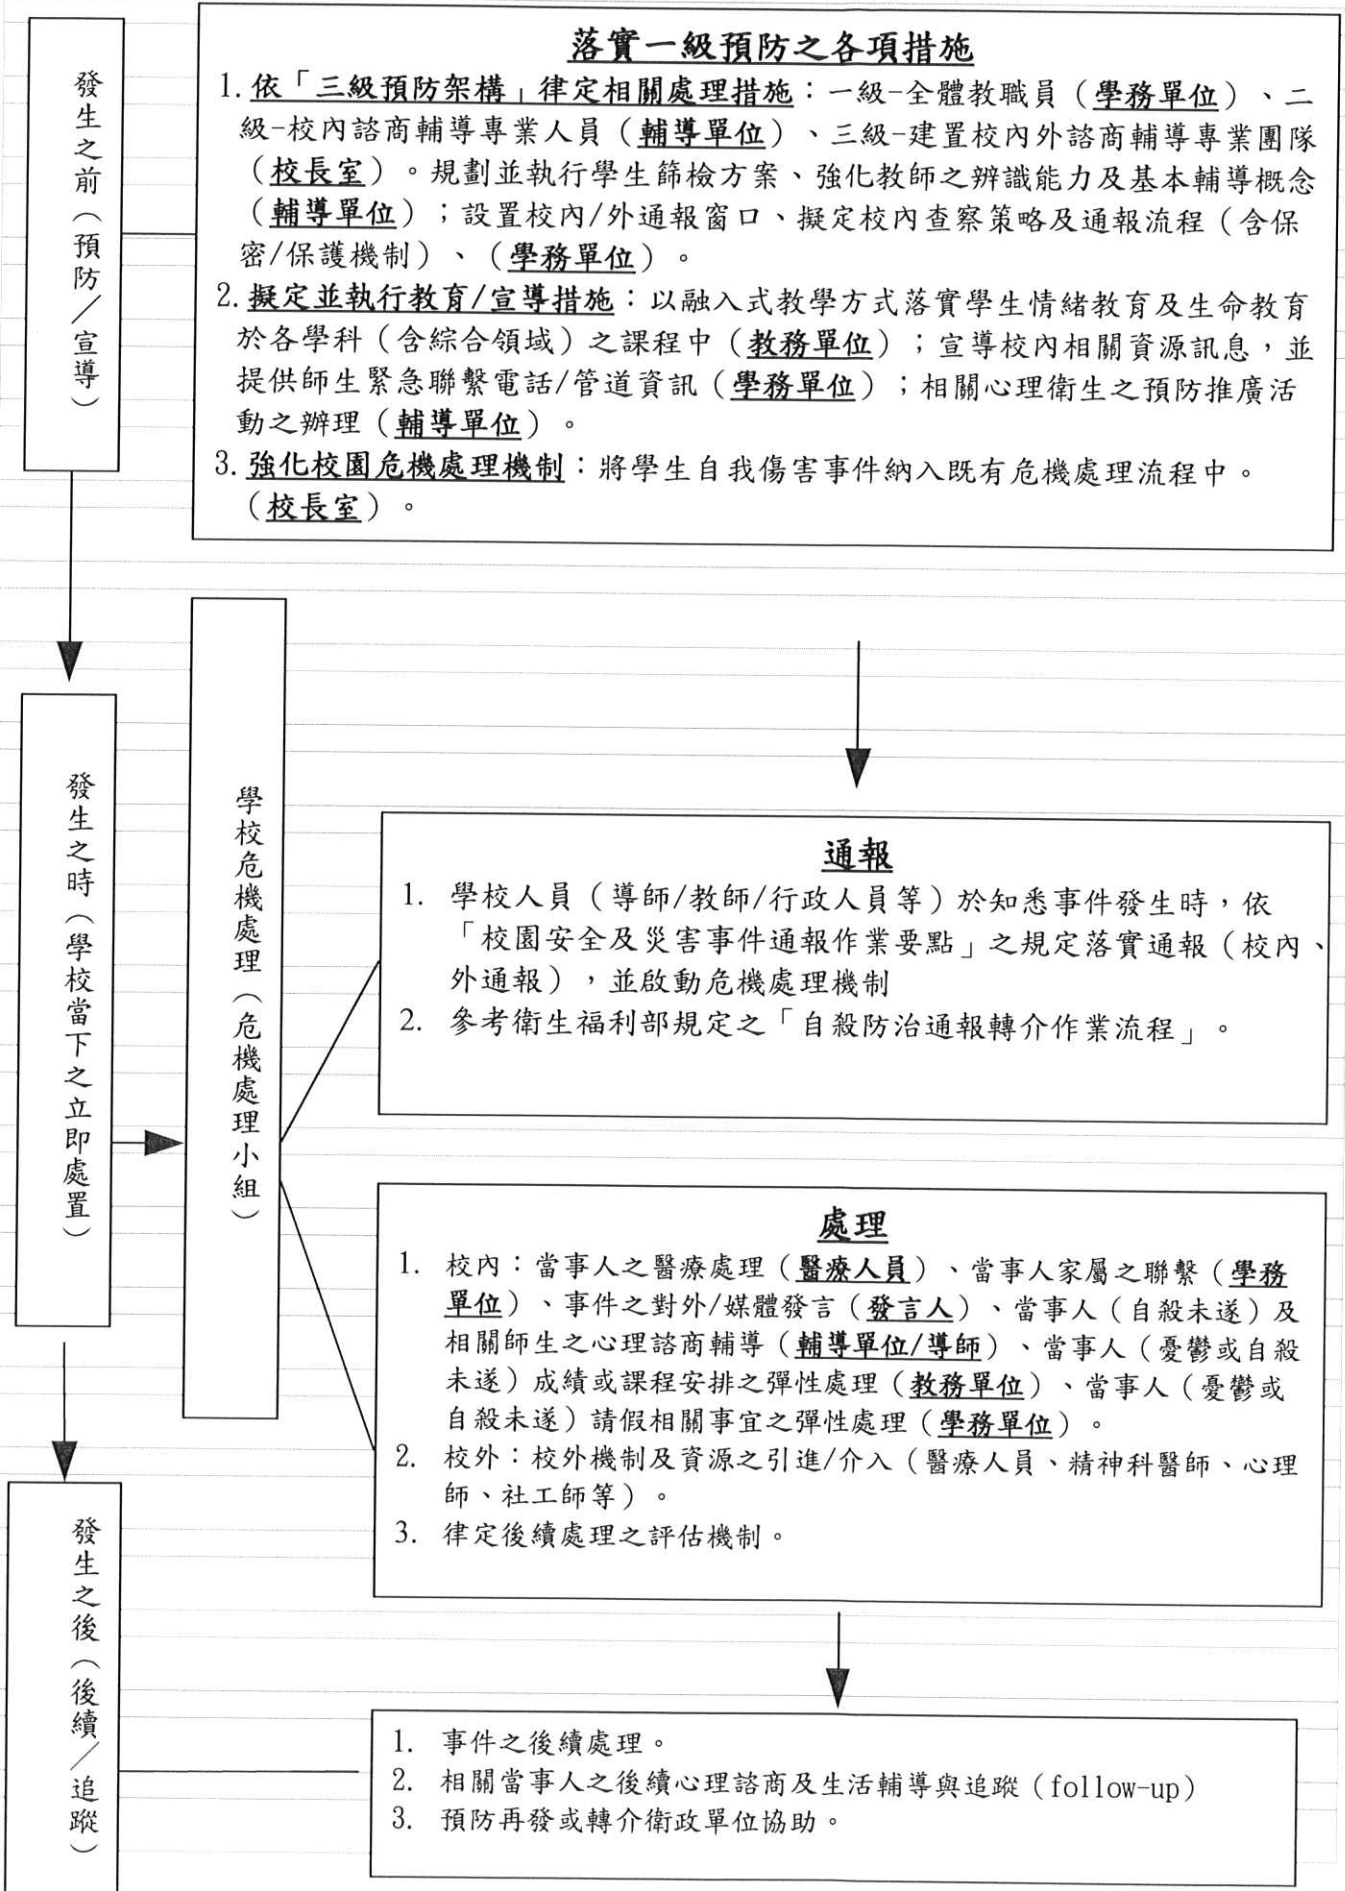 發生之前（預防／宣導）
落實一級預防之各項措施
1. 依「三級預防架構」律定相關處理措施：一級-全體教職員（學務單位）、二
級-校內諮商輔導專業人員（輔導單位）、三級-建置校內外諮商輔導專業團隊
（校長室）。規劃並執行學生篩檢方案、強化教師之辨識能力及基本輔導概念
（輔導單位）；設置校內/外通報窗口、擬定校內查察策略及通報流程（含保
密/保護機制）、（學務單位）。
2. 擬定並執行教育/宣導措施：以融入式教學方式落實學生情緒教育及生命教育
於各學科（含綜合領域）之課程中（教務單位）；宣導校內相關資源訊息，並
提供師生緊急聯繫電話/管道資訊（學務單位）；相關心理衛生之預防推廣活
動之辦理（輔導單位）。
3. 強化校園危機處理機制：將學生自我傷害事件納入既有危機處理流程中。
（校長室）。
發生之時（學校當下之立即處置）
學校危機處理（危機處理小組）
通報
1. 學校人員（導師/教師/行政人員等）於知悉事件發生時，依
「校園安全及災害事件通報作業要點」之規定落實通報（校內、
外通報），並啟動危機處理機制
2. 參考衛生福利部規定之「自殺防治通報轉介作業流程」。
處理
1. 校內：當事人之醫療處理（醫療人員）、當事人家屬之聯繫（學務
單位）、事件之對外/媒體發言（發言人）、當事人（自殺未遂）及
相關師生之心理諮商輔導（輔導單位/導師）、當事人（憂鬱或自殺
未遂）成績或課程安排之彈性處理（教務單位）、當事人（憂鬱或
自殺未遂）請假相關事宜之彈性處理（學務單位）。
2. 校外：校外機制及資源之引進/介入（醫療人員、精神科醫師、心理
師、社工師等）。
3. 律定後續處理之評估機制。
發生之後（後續／追蹤）
1. 事件之後續處理。
2. 相關當事人之後續心理諮商及生活輔導與追蹤（follow-up）
3. 預防再發或轉介衛政單位協助。